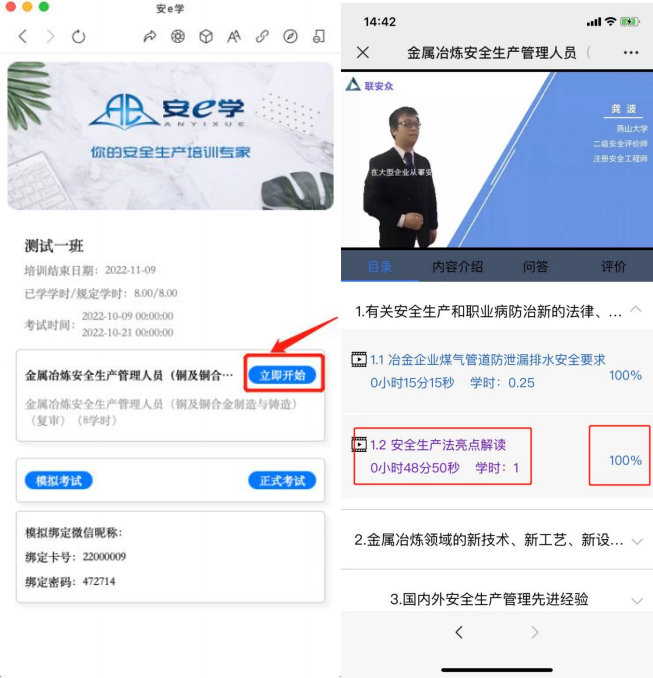 安e学
安e学
ANYIXUE
你的安全生产培训专家
测试一班
培训结束日期：2022-11-09
已学学时/规定学时：8.00/8.00
考试时间：
2022-10-09 00:00:00
2022-10-21 00:00:00
金属冶炼安全生产管理人员（铜及铜合…
立即开始
金属冶炼安全生产管理人员（铜及铜合金制造与铸造）
（复审）（8学时）
模拟考试
正式考试
模拟绑定微信昵称：
绑定卡号：22000009
绑定密码：472714
14:42
金属冶炼安全生产管理人员（
联安众
龚 波
燕山大学
二级安全评价师
注册安全工程师
在大型企业从事安
目录
内容介绍
问答
评价
1.有关安全生产和职业病防治新的法律、...
1.1 冶金企业煤气管道防泄漏排水安全要求
0小时15分15秒 学时：0.25
100%
1.2 安全生产法亮点解读
0小时48分50秒 学时：1
100%
2.金属冶炼领域的新技术、新工艺、新设...
3.国内外安全生产管理先进经验